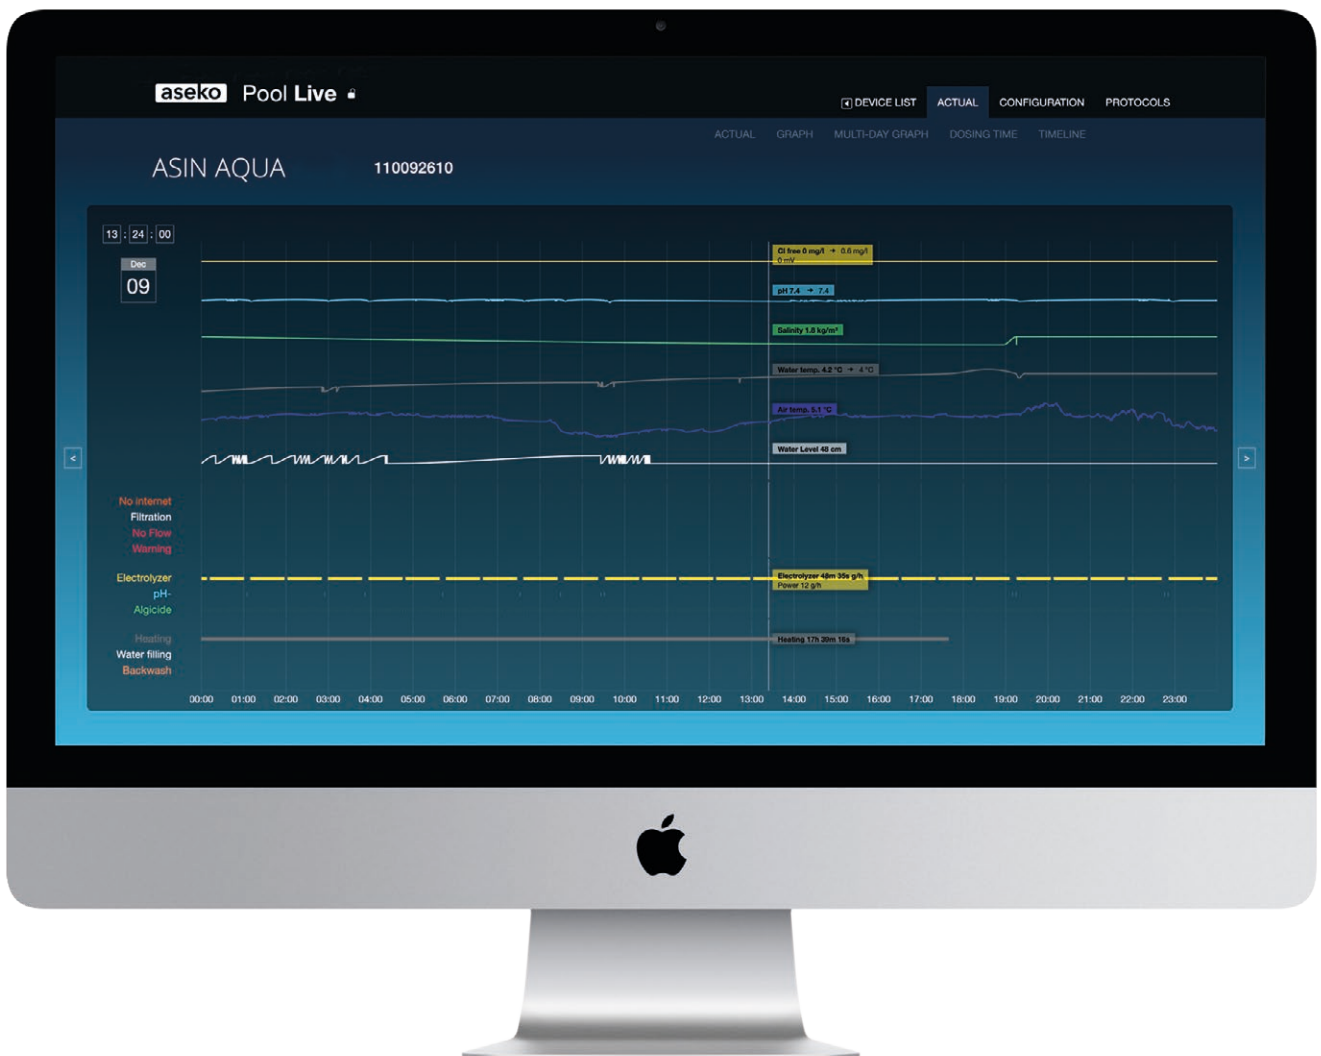 aseko Pool Live
DEVICE LIST ACTUAL CONFIGURATION PROTOCOLS
ACTUAL GRAPH MULTI-DAY GRAPH DOSING TIME TIMELINE
ASIN AQUA 110092610
13 : 24 : 00
Dec
09
Cl free 0 mg/l → 0.6 mg/l
0 mV
pH 7.4 → 7.4
Salinity 1.8 kg/m³
Water temp. 4.2 °C → 4 °C
Air temp. 5.1 °C
Water Level 48 cm
< >
No internet
Filtration
No Flow
Warning
Electrolyzer
pH-
Algicide
Electrolyzer 48m 35s g/h
Power 12 g/h
Heating
Water filling
Backwash
Heating 17h 39m 16s
00:00 01:00 02:00 03:00 04:00 05:00 06:00 07:00 08:00 09:00 10:00 11:00 12:00 13:00 14:00 15:00 16:00 17:00 18:00 19:00 20:00 21:00 22:00 23:00